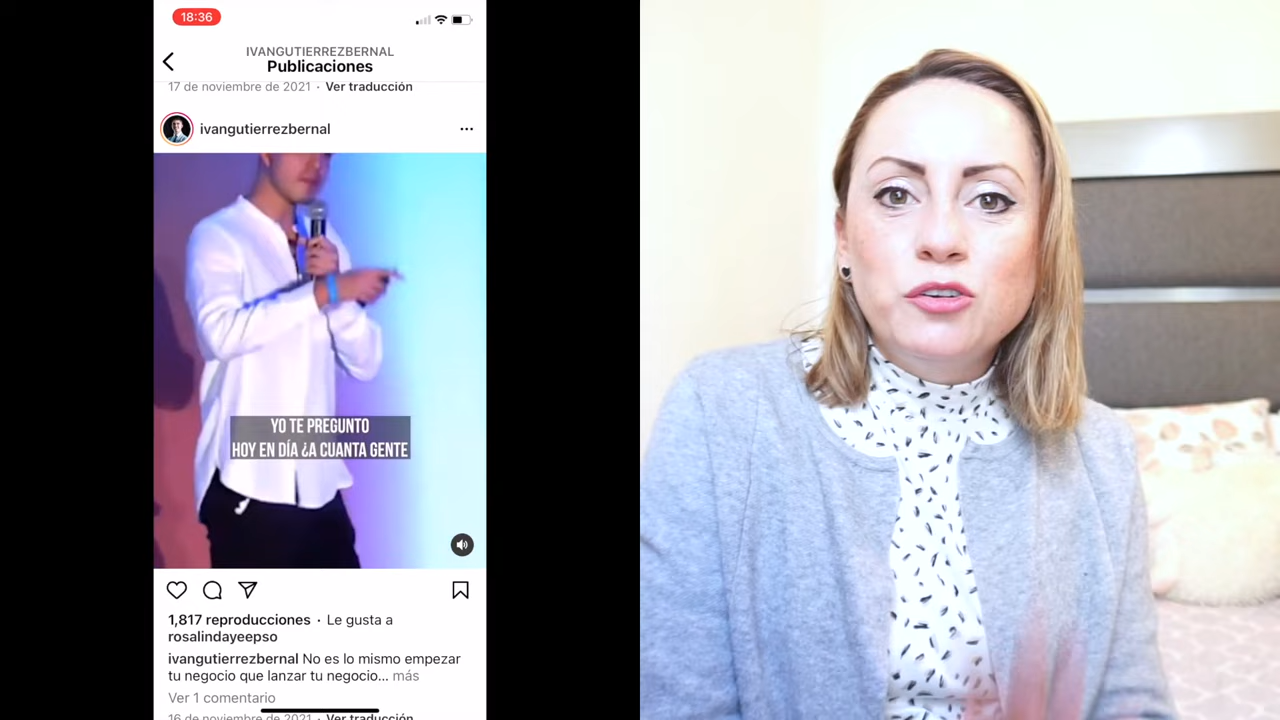 18:36
IVANGUTIERREZBERNAL
Publicaciones
17 de noviembre de 2021 · Ver traducción
ivangutierrezbernal
YO TE PREGUNTO
HOY EN DÍA ¿A CUANTA GENTE
1,817 reproducciones · Le gusta a
rosalindayeepso
ivangutierrezbernal No es lo mismo empezar
tu negocio que lanzar tu negocio... más
Ver 1 comentario
16 de noviembre de 2021 · Ver traducción